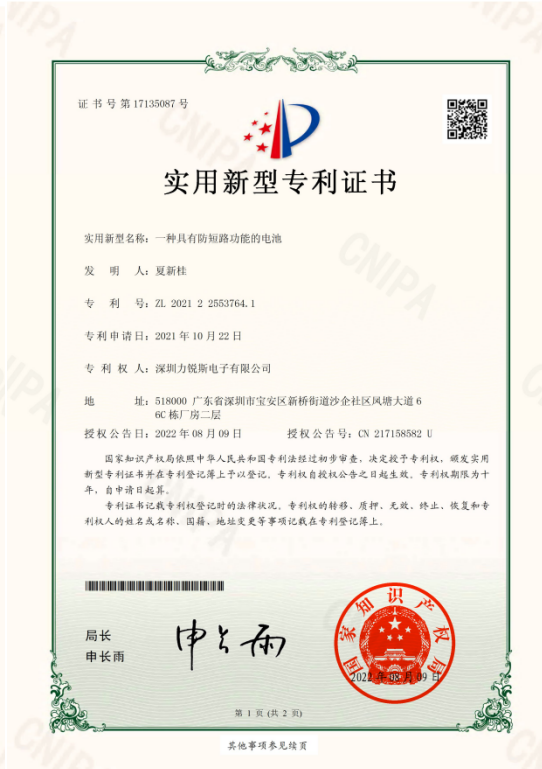 证书号第17135087号
实用新型专利证书
实用新型名称：一种具有防短路功能的电池
发明人：夏新桂
专利号：ZL 2021 2 2553764.1
专利申请日：2021年10月22日
专利权人：深圳力锐斯电子有限公司
地址：518000 广东省深圳市宝安区新桥街道沙企社区凤塘大道6
6C栋厂房二层
授权公告日：2022年08月09日 授权公告号：CN 217158582 U
国家知识产权局依照中华人民共和国专利法经过初步审查，决定授予专利权，颁发实用
新型专利证书并在专利登记簿上予以登记。专利权自授权公告之日起生效。专利权期限为十
年，自申请日起算。
专利证书记载专利权登记时的法律状况。专利权的转移、质押、无效、终止、恢复和专
利权人的姓名或名称、国籍、地址变更等事项记载在专利登记簿上。
局长
申长雨
申长雨
国家知识产权局
2022年08月09日
第 1 页 (共 2 页)
其他事项参见续页
CNIPA
CNIPA
CNIPA
CNIPA
CNIPA
CNIPA